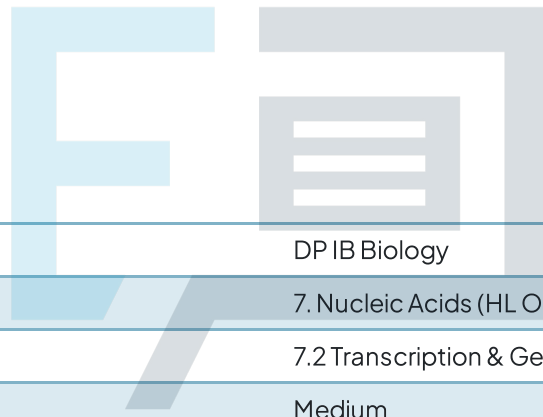 DP IB Biology
7. Nucleic Acids (HL O
7.2 Transcription & Ge
Medium